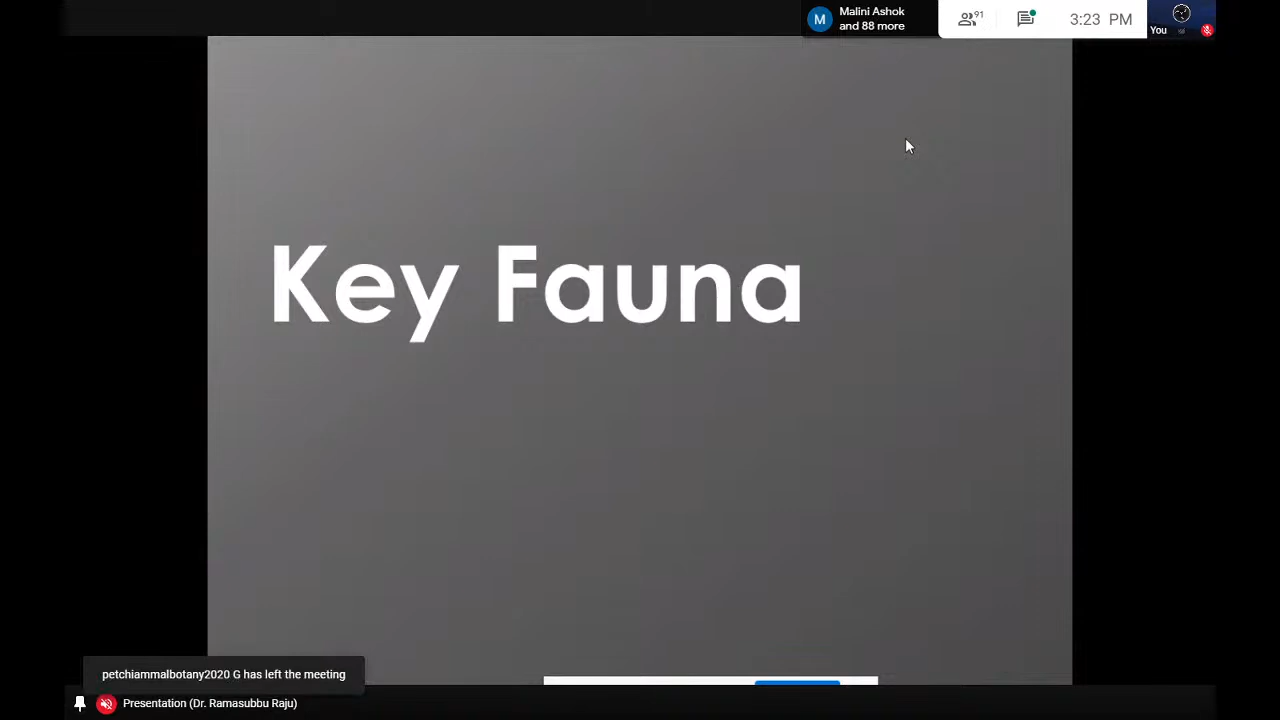 Malini Ashok
and 88 more
91
3:23 PM
You
Key Fauna
petchiammalbotany2020 G has left the meeting
Presentation (Dr. Ramasubbu Raju)